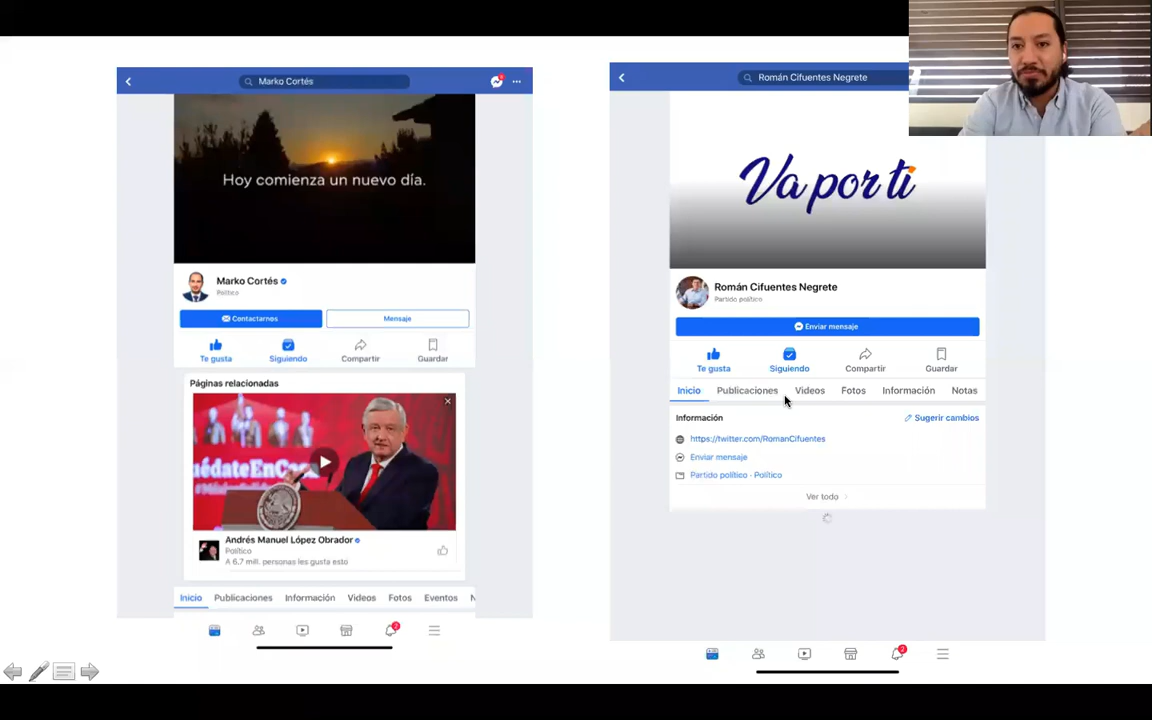 Marko Cortés
Hoy comienza un nuevo día.
Marko Cortés
Político
Contactarnos
Mensaje
Te gusta
Siguiendo
Compartir
Guardar
Páginas relacionadas
uédateEnCa
Andrés Manuel López Obrador
Político
A 6,7 mill. personas les gusta esto
Inicio
Publicaciones
Información
Videos
Fotos
Eventos
N
2
Román Cifuentes Negrete
Va por ti
Román Cifuentes Negrete
Partido político
Enviar mensaje
Te gusta
Siguiendo
Compartir
Guardar
Inicio
Publicaciones
Videos
Fotos
Información
Notas
Información
Sugerir cambios
https://twitter.com/RomanCifuentes
Enviar mensaje
Partido político · Político
Ver todo
2